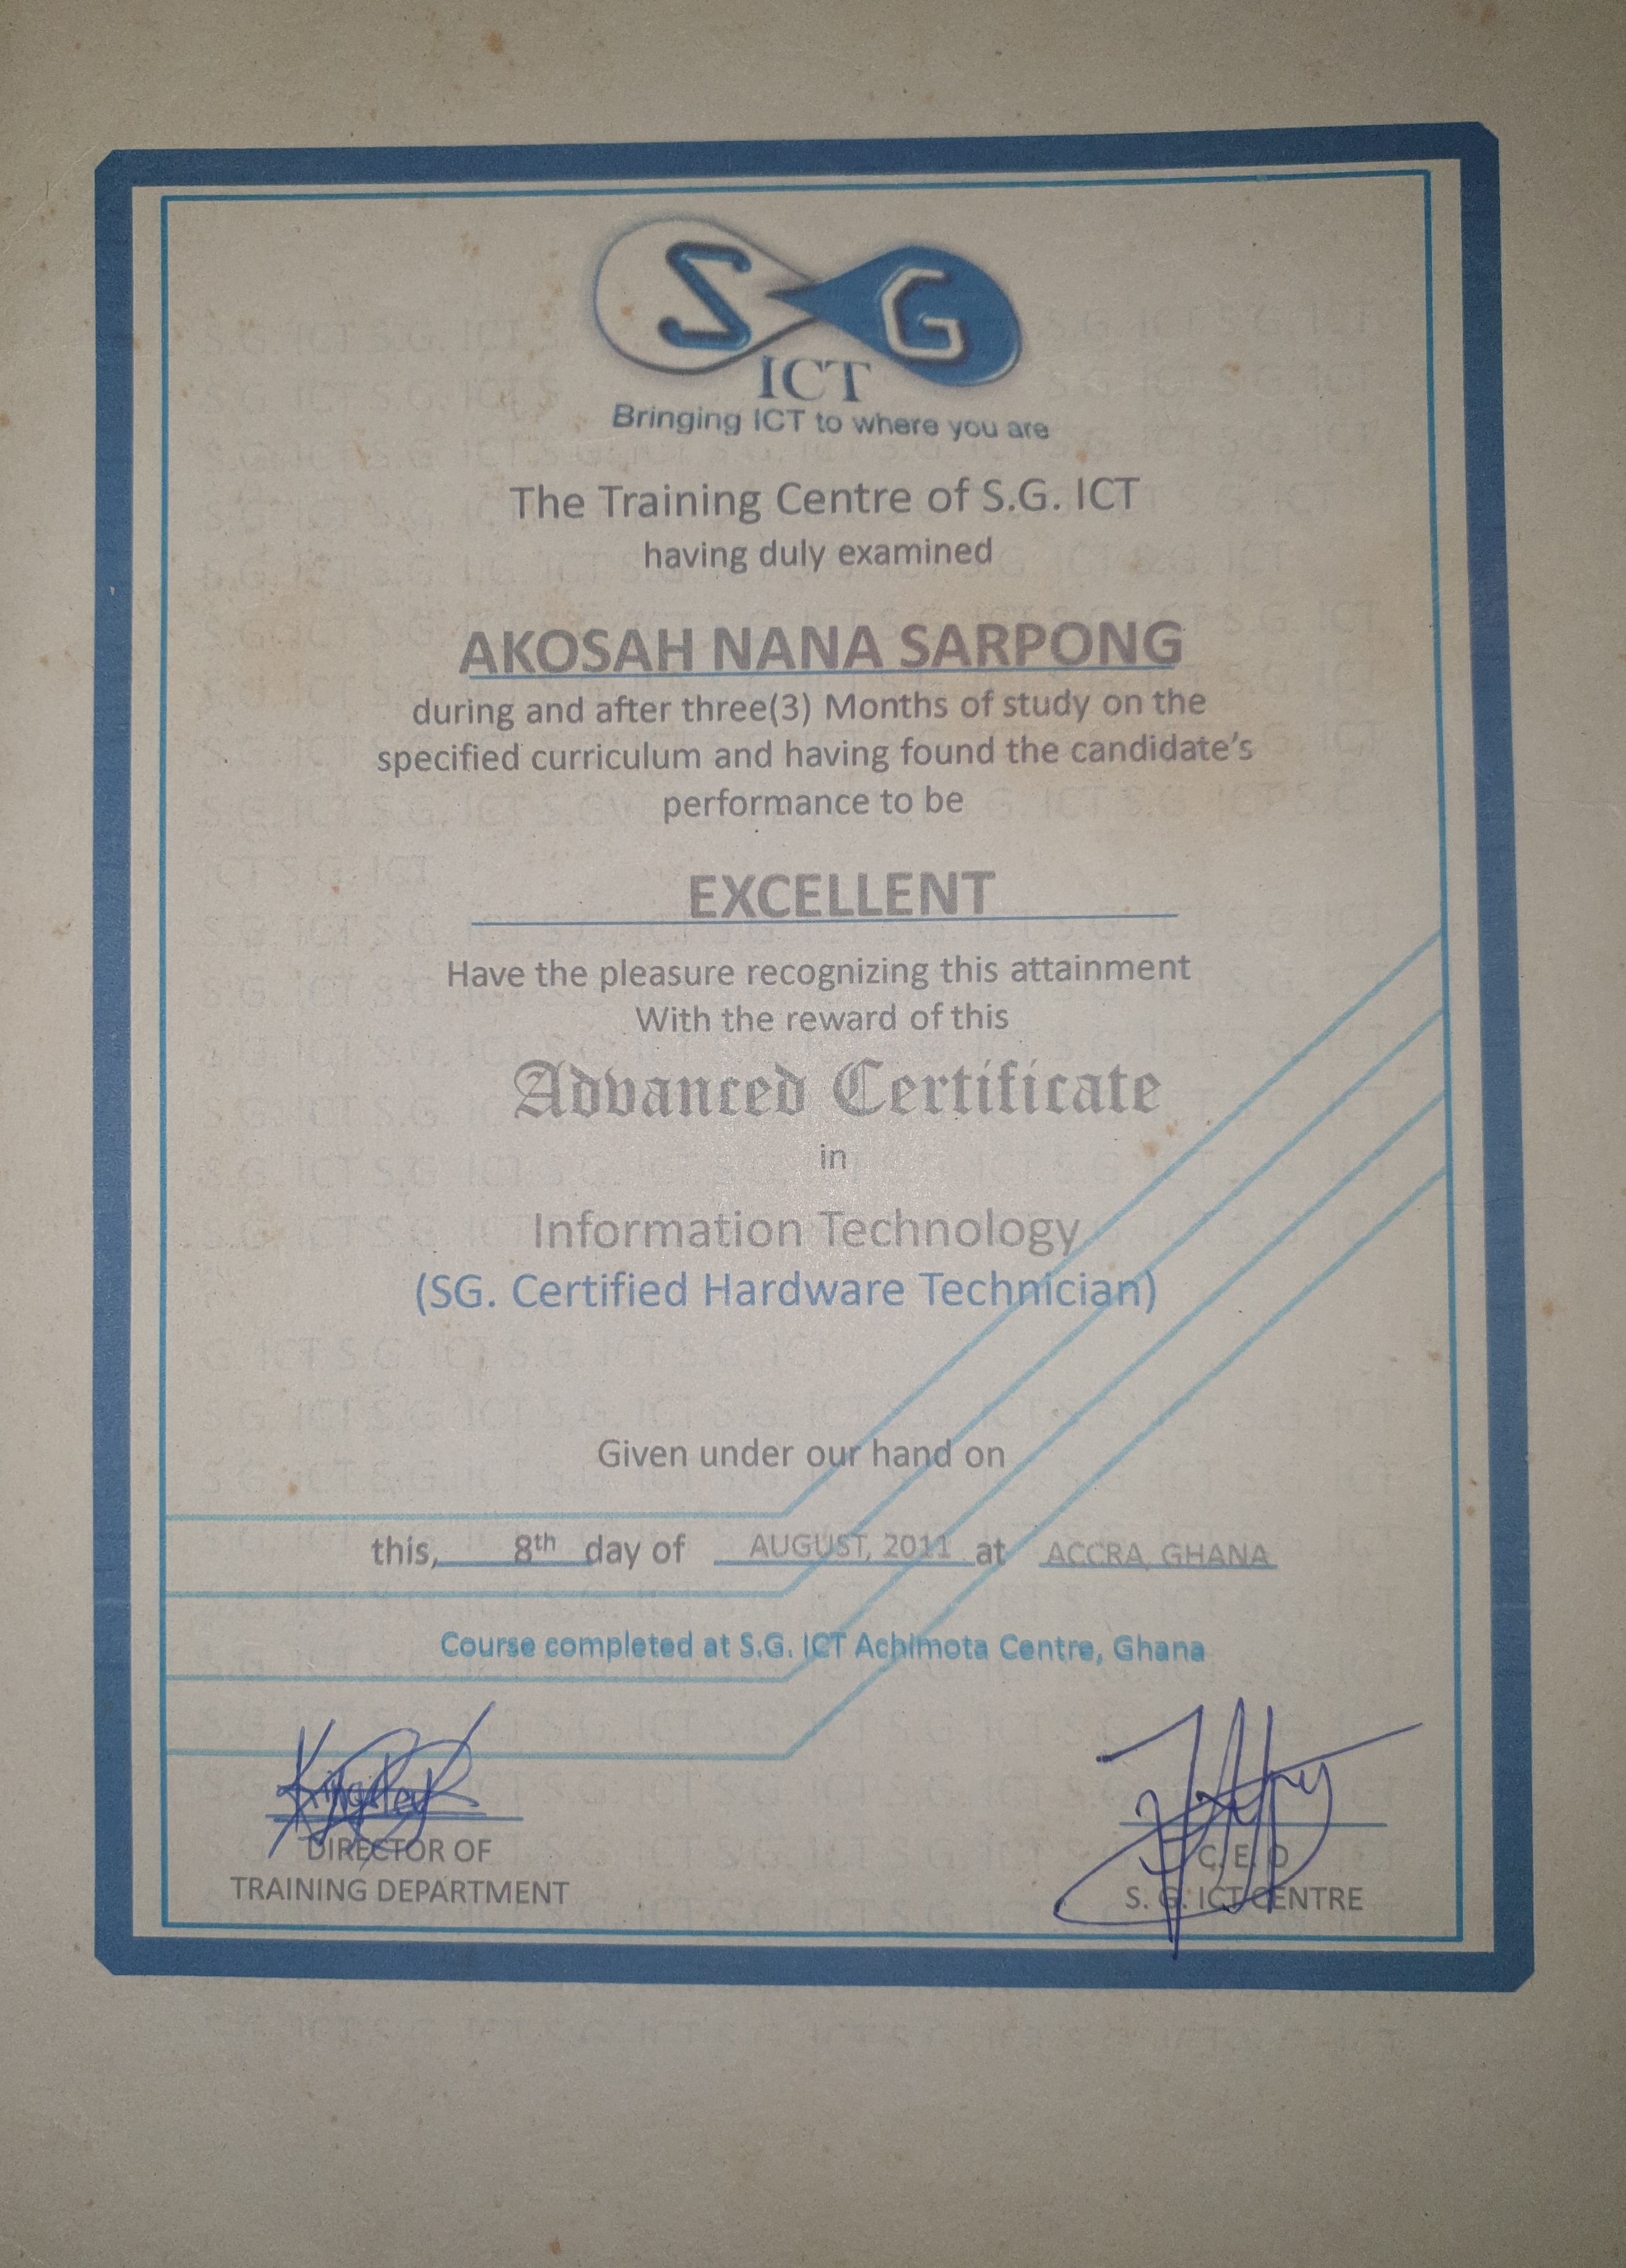 S G
ICT
Bringing ICT to where you are
The Training Centre of S.G. ICT
having duly examined
AKOSAH NANA SARPONG
during and after three(3) Months of study on the
specified curriculum and having found the candidate's
performance to be
EXCELLENT
Have the pleasure recognizing this attainment
With the reward of this
Advanced Certificate
in
Information Technology
(SG. Certified Hardware Technician)
Given under our hand on
this, 8th day of AUGUST, 2011 at ACCRA, GHANA
Course completed at S.G. ICT Achimota Centre, Ghana
DIRECTOR OF
TRAINING DEPARTMENT
C. E. O
S. G. ICT CENTRE